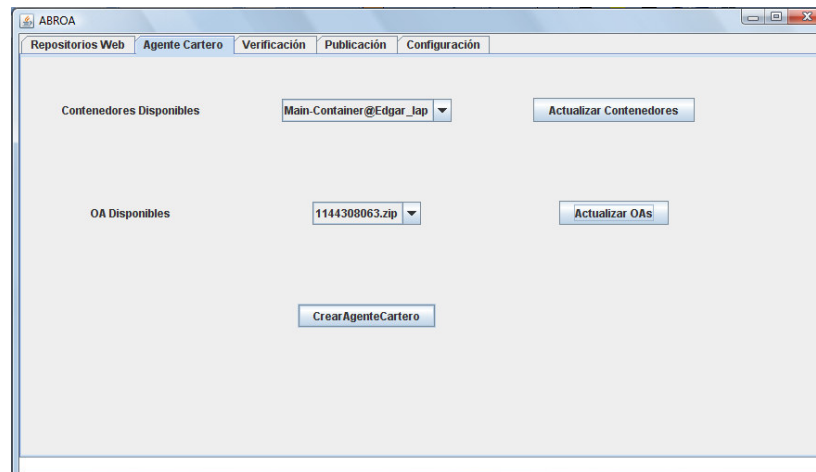 ABROA
Repositorios Web Agente Cartero Verificación Publicación Configuración
Contenedores Disponibles Main-Container@Edgar_lap Actualizar Contenedores
OA Disponibles 1144308063.zip Actualizar OAs
CrearAgenteCartero